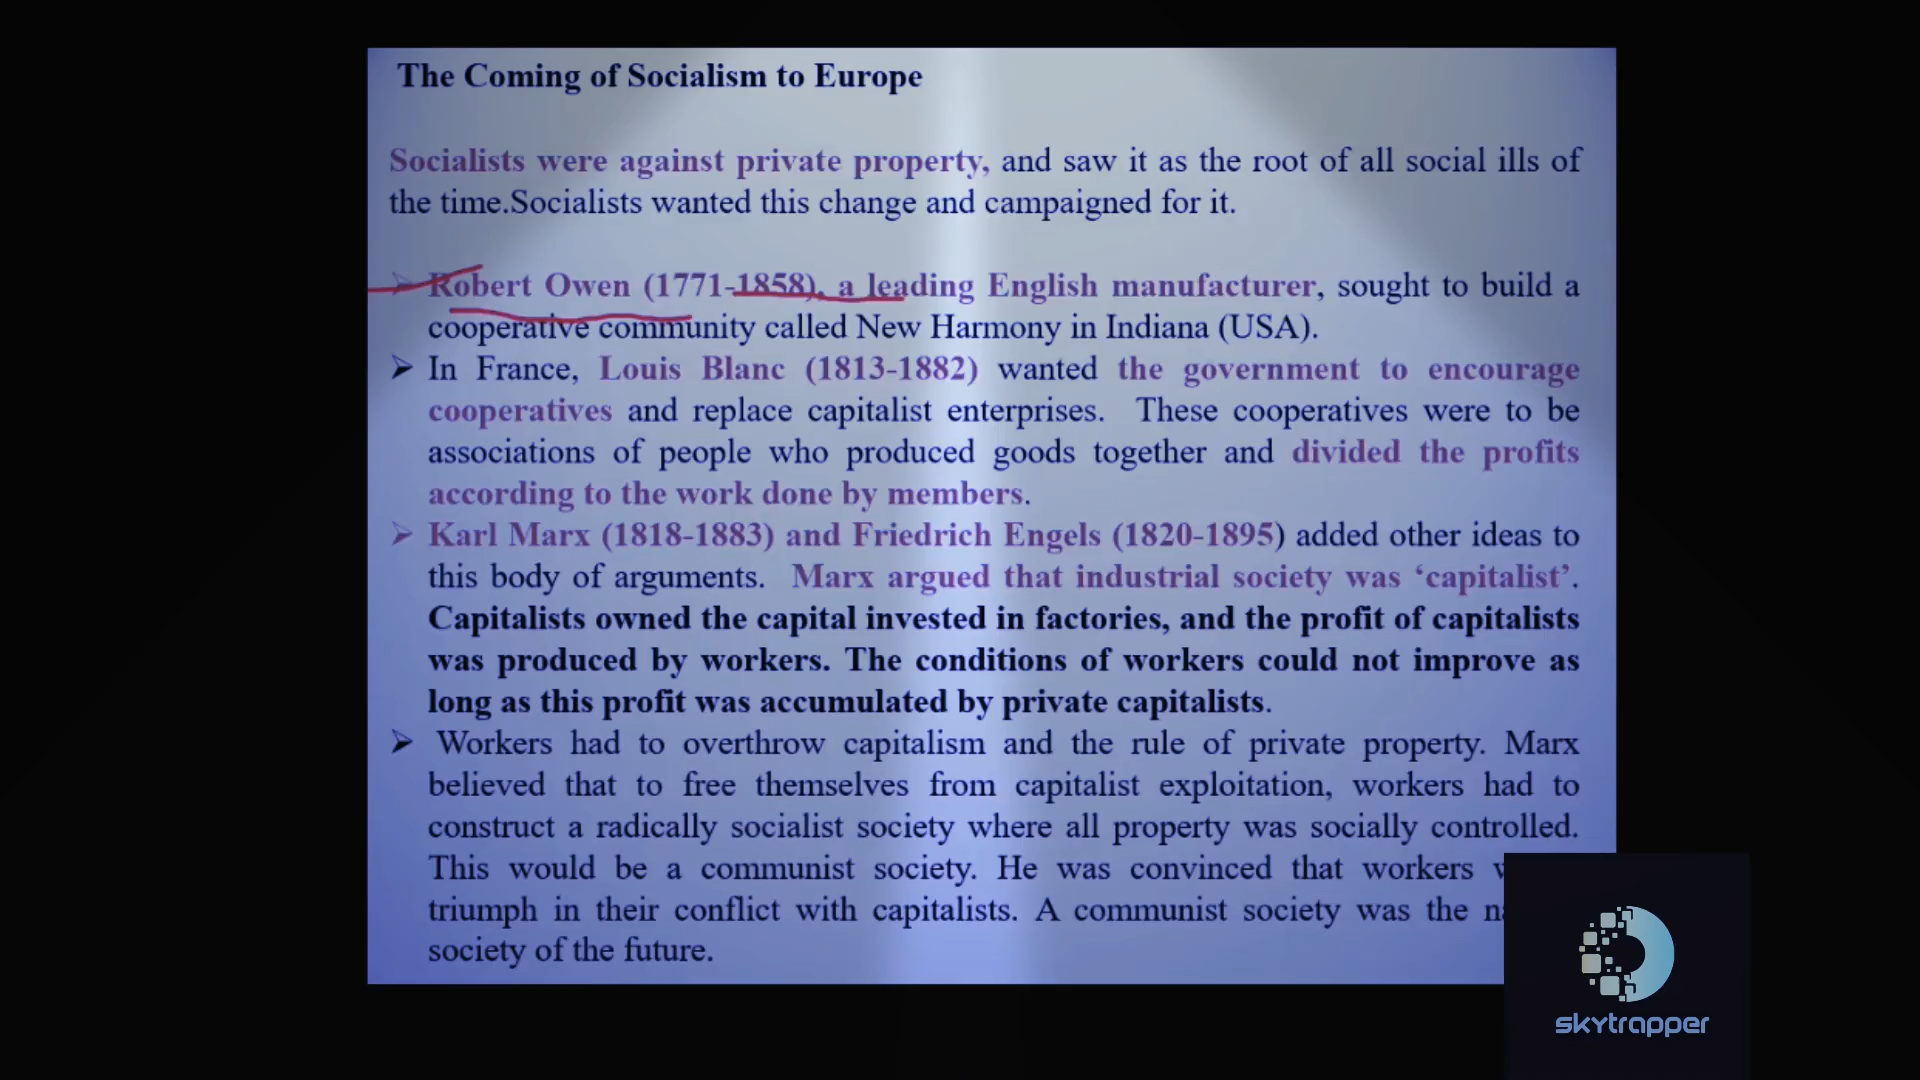 The Coming of Socialism to Europe
Socialists were against private property, and saw it as the root of all social ills of
the time.Socialists wanted this change and campaigned for it.
➢ Robert Owen (1771-1858), a leading English manufacturer, sought to build a
cooperative community called New Harmony in Indiana (USA).
➢ In France, Louis Blanc (1813-1882) wanted the government to encourage
cooperatives and replace capitalist enterprises. These cooperatives were to be
associations of people who produced goods together and divided the profits
according to the work done by members.
➢ Karl Marx (1818-1883) and Friedrich Engels (1820-1895) added other ideas to
this body of arguments. Marx argued that industrial society was ‘capitalist’.
Capitalists owned the capital invested in factories, and the profit of capitalists
was produced by workers. The conditions of workers could not improve as
long as this profit was accumulated by private capitalists.
➢ Workers had to overthrow capitalism and the rule of private property. Marx
believed that to free themselves from capitalist exploitation, workers had to
construct a radically socialist society where all property was socially controlled.
This would be a communist society. He was convinced that workers
triumph in their conflict with capitalists. A communist society was the
society of the future.
skytrapper